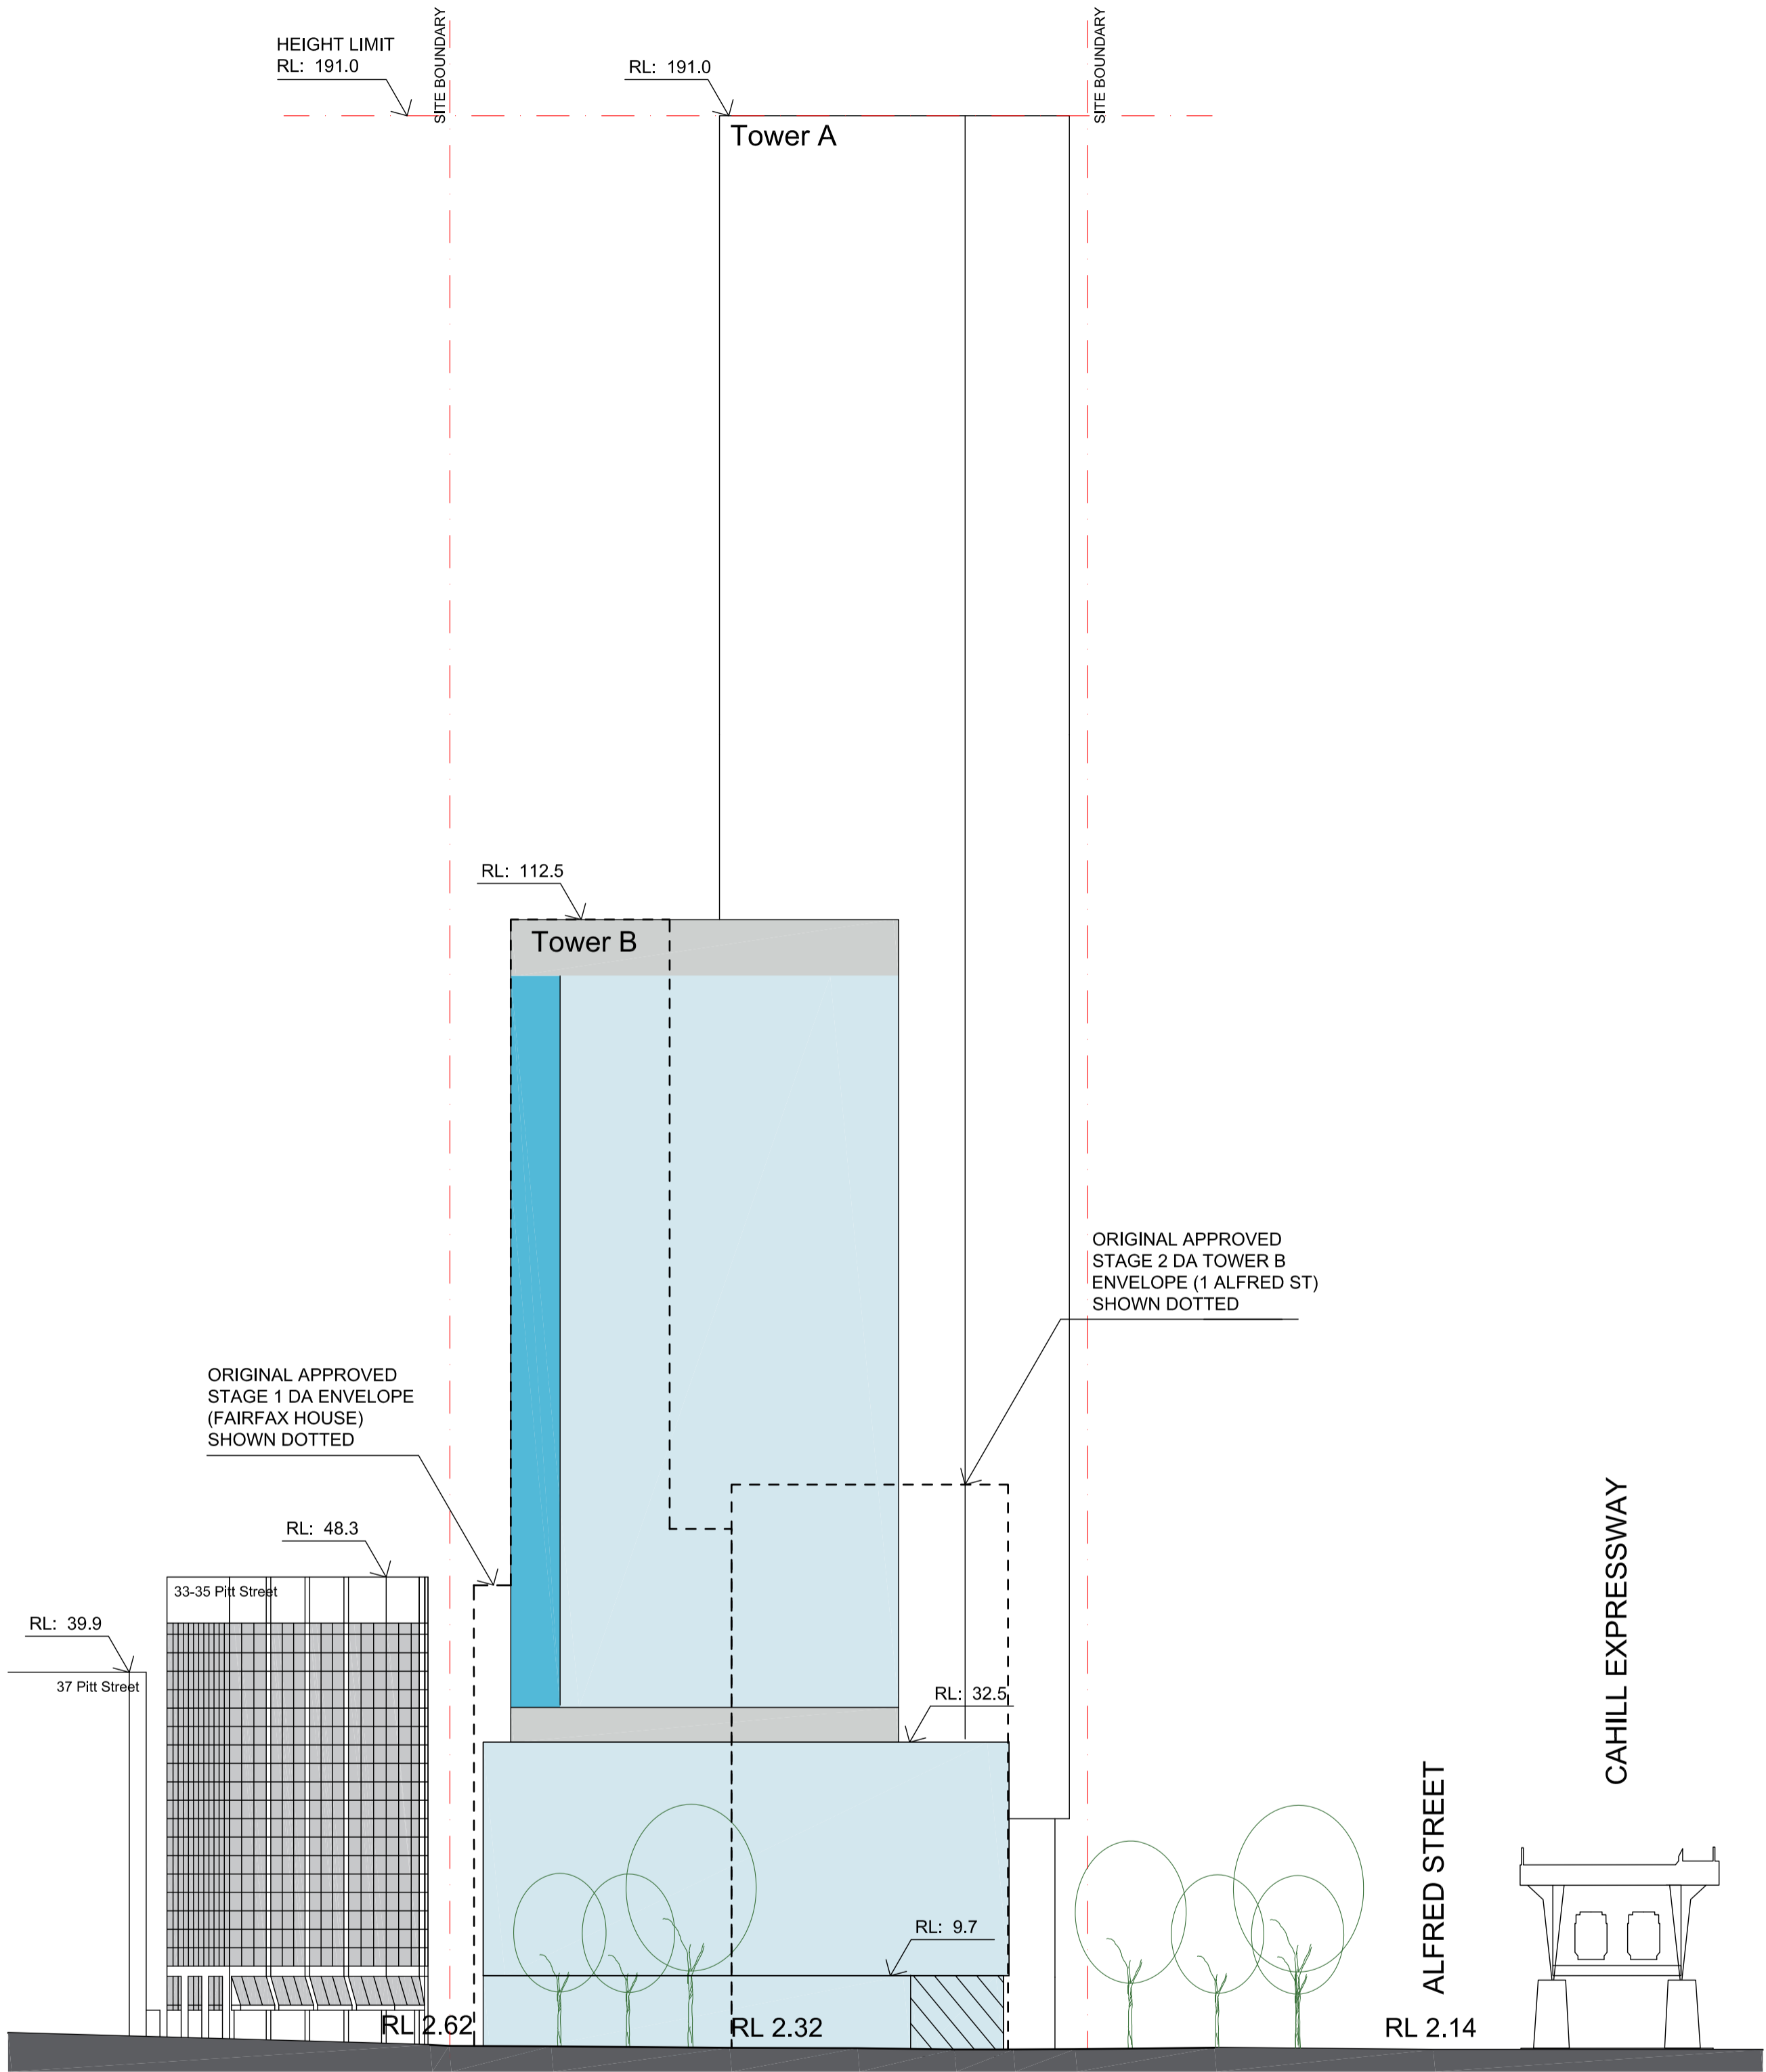 SITE BOUNDARY
SITE BOUNDARY
HEIGHT LIMIT
RL: 191.0
RL: 191.0
Tower A
RL: 112.5
Tower B
ORIGINAL APPROVED
STAGE 2 DA TOWER B
ENVELOPE (1 ALFRED ST)
SHOWN DOTTED
ORIGINAL APPROVED
STAGE 1 DA ENVELOPE
(FAIRFAX HOUSE)
SHOWN DOTTED
RL: 48.3
33-35 Pitt Street
RL: 39.9
37 Pitt Street
RL: 32.5
CAHILL EXPRESSWAY
ALFRED STREET
RL: 9.7
RL 2.62
RL 2.32
RL 2.14